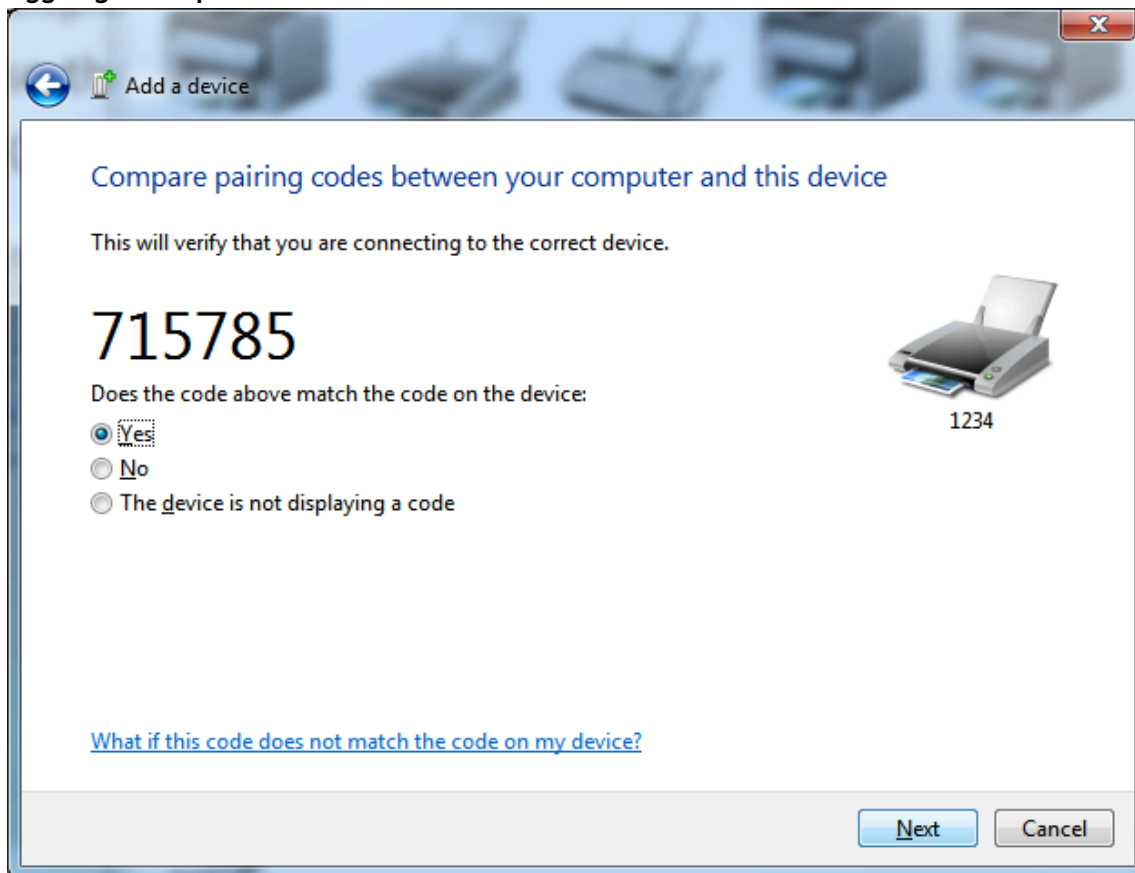 X
Add a device
Compare pairing codes between your computer and this device
This will verify that you are connecting to the correct device.
715785
Does the code above match the code on the device:
1234
Yes
No
The device is not displaying a code
What if this code does not match the code on my device?
Next Cancel